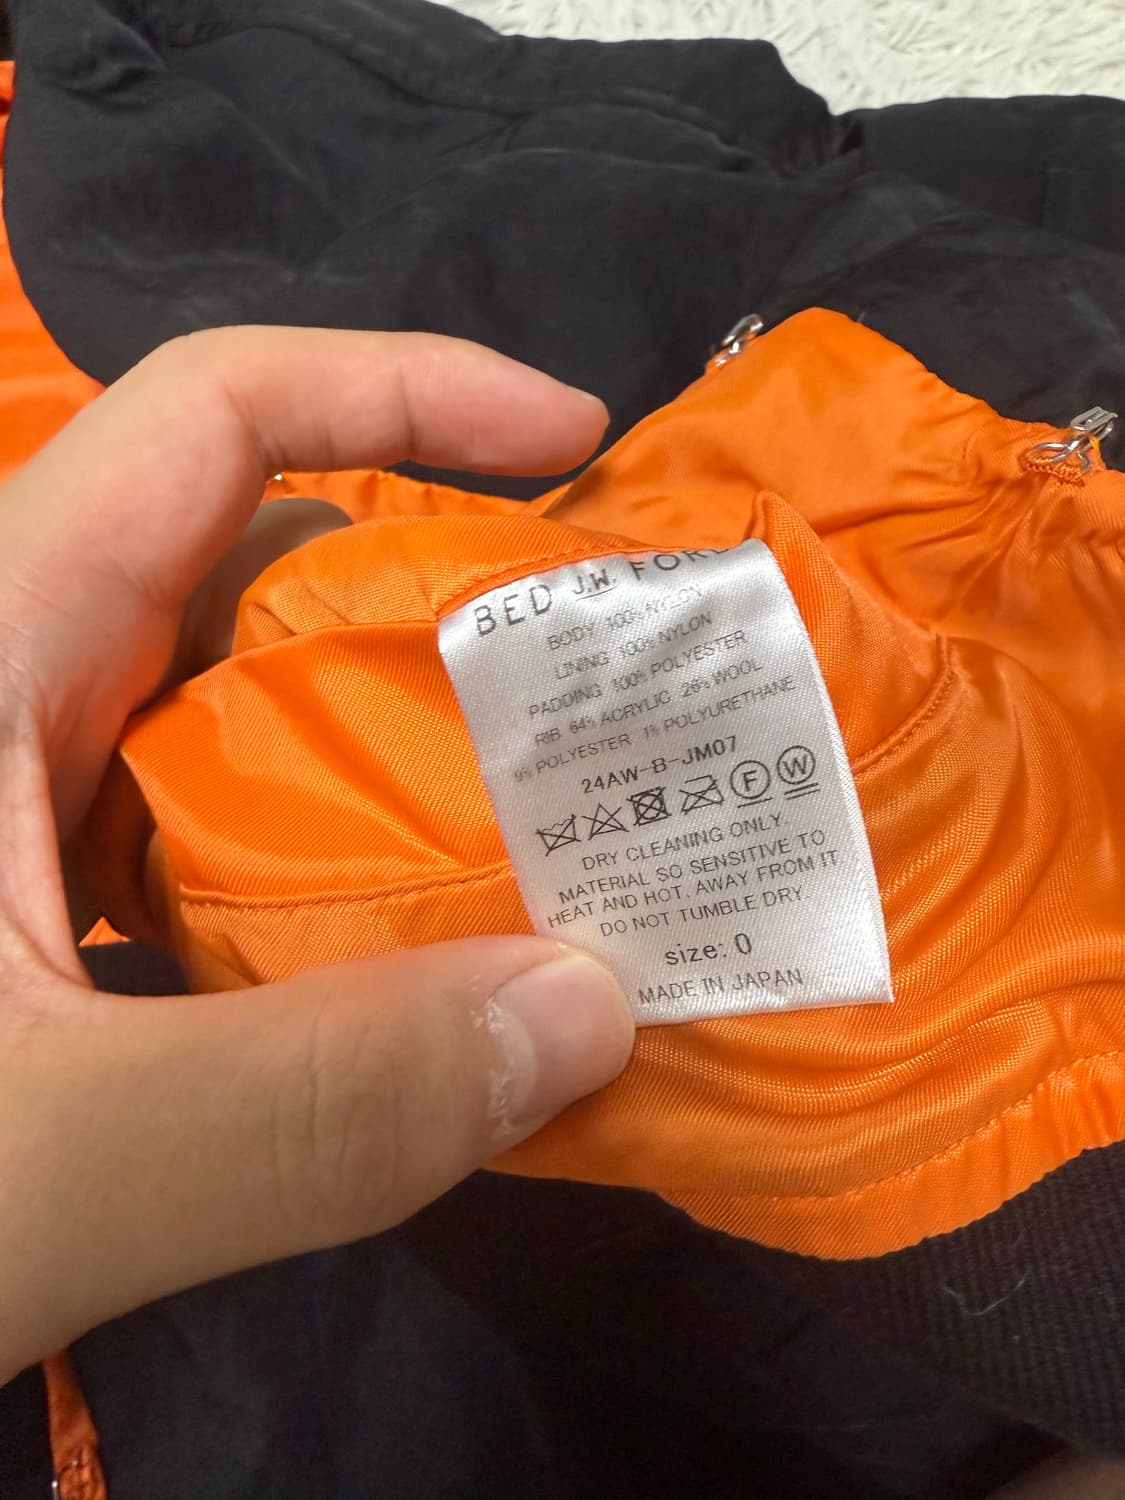 BED J.W. FORD
BODY 100% NYLON
LINING 100% NYLON
PADDING 100% POLYESTER
RIB 64% ACRYLIC 26% WOOL
9% POLYESTER 1% POLYURETHANE
24AW-B-JM07
F W
DRY CLEANING ONLY.
MATERIAL SO SENSITIVE TO
HEAT AND HOT, AWAY FROM IT.
DO NOT TUMBLE DRY.
size: 0
MADE IN JAPAN